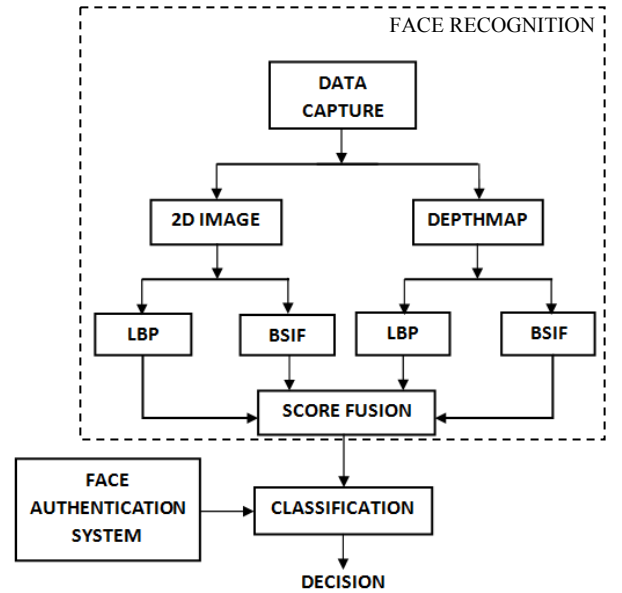 FACE RECOGNITION
DATA
CAPTURE
2D IMAGE
DEPTHMAP
LBP
BSIF
LBP
BSIF
SCORE FUSION
FACE
AUTHENTICATION
SYSTEM
CLASSIFICATION
DECISION